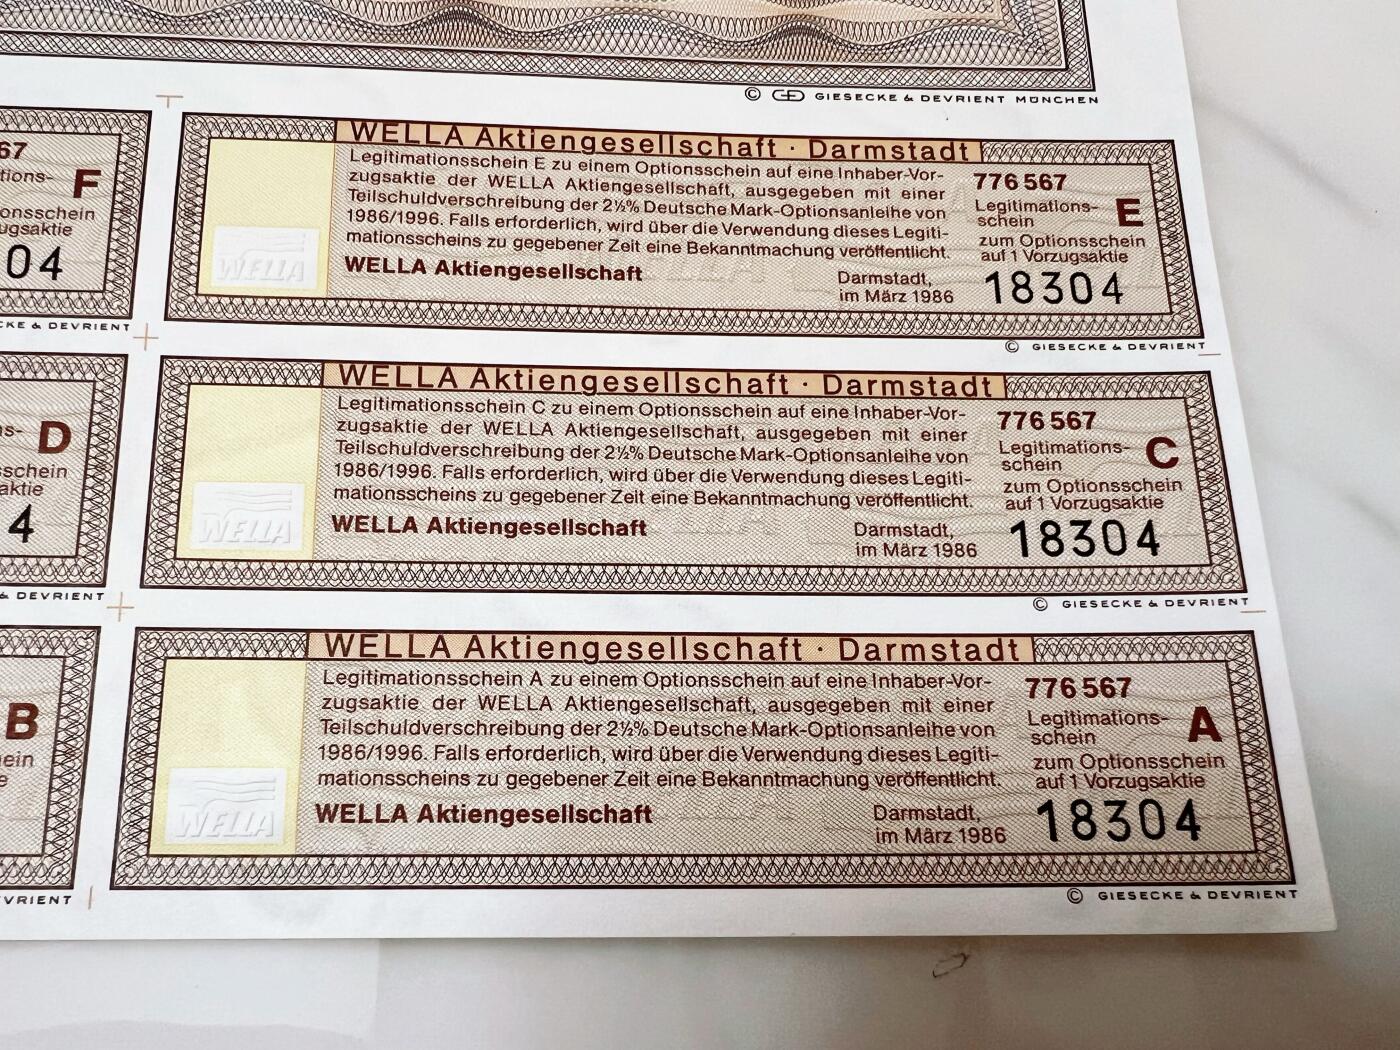 © GD GIESECKE & DEVRIENT MÜNCHEN
67
tions- F
onsschein
ugsaktie
04
CKE & DEVRIENT
WELLA Aktiengesellschaft · Darmstadt
Legitimationsschein E zu einem Optionsschein auf eine Inhaber-Vor-
zugsaktie der WELLA Aktiengesellschaft, ausgegeben mit einer
Teilschuldverschreibung der 2½% Deutsche Mark-Optionsanleihe von
1986/1996. Falls erforderlich, wird über die Verwendung dieses Legiti-
mationsscheins zu gegebener Zeit eine Bekanntmachung veröffentlicht.
WELLA Aktiengesellschaft
Darmstadt,
im März 1986
WELLA
776 567
Legitimations-
schein E
zum Optionsschein
auf 1 Vorzugsaktie
18304
© GIESECKE & DEVRIENT
s- D
sschein
aktie
4
& DEVRIENT
WELLA Aktiengesellschaft · Darmstadt
Legitimationsschein C zu einem Optionsschein auf eine Inhaber-Vor-
zugsaktie der WELLA Aktiengesellschaft, ausgegeben mit einer
Teilschuldverschreibung der 2½% Deutsche Mark-Optionsanleihe von
1986/1996. Falls erforderlich, wird über die Verwendung dieses Legiti-
mationsscheins zu gegebener Zeit eine Bekanntmachung veröffentlicht.
WELLA Aktiengesellschaft
Darmstadt,
im März 1986
WELLA
776 567
Legitimations-
schein C
zum Optionsschein
auf 1 Vorzugsaktie
18304
© GIESECKE & DEVRIENT
B
ein
e
VRIENT
WELLA Aktiengesellschaft · Darmstadt
Legitimationsschein A zu einem Optionsschein auf eine Inhaber-Vor-
zugsaktie der WELLA Aktiengesellschaft, ausgegeben mit einer
Teilschuldverschreibung der 2½% Deutsche Mark-Optionsanleihe von
1986/1996. Falls erforderlich, wird über die Verwendung dieses Legiti-
mationsscheins zu gegebener Zeit eine Bekanntmachung veröffentlicht.
WELLA Aktiengesellschaft
Darmstadt,
im März 1986
WELLA
776 567
Legitimations-
schein A
zum Optionsschein
auf 1 Vorzugsaktie
18304
© GIESECKE & DEVRIENT